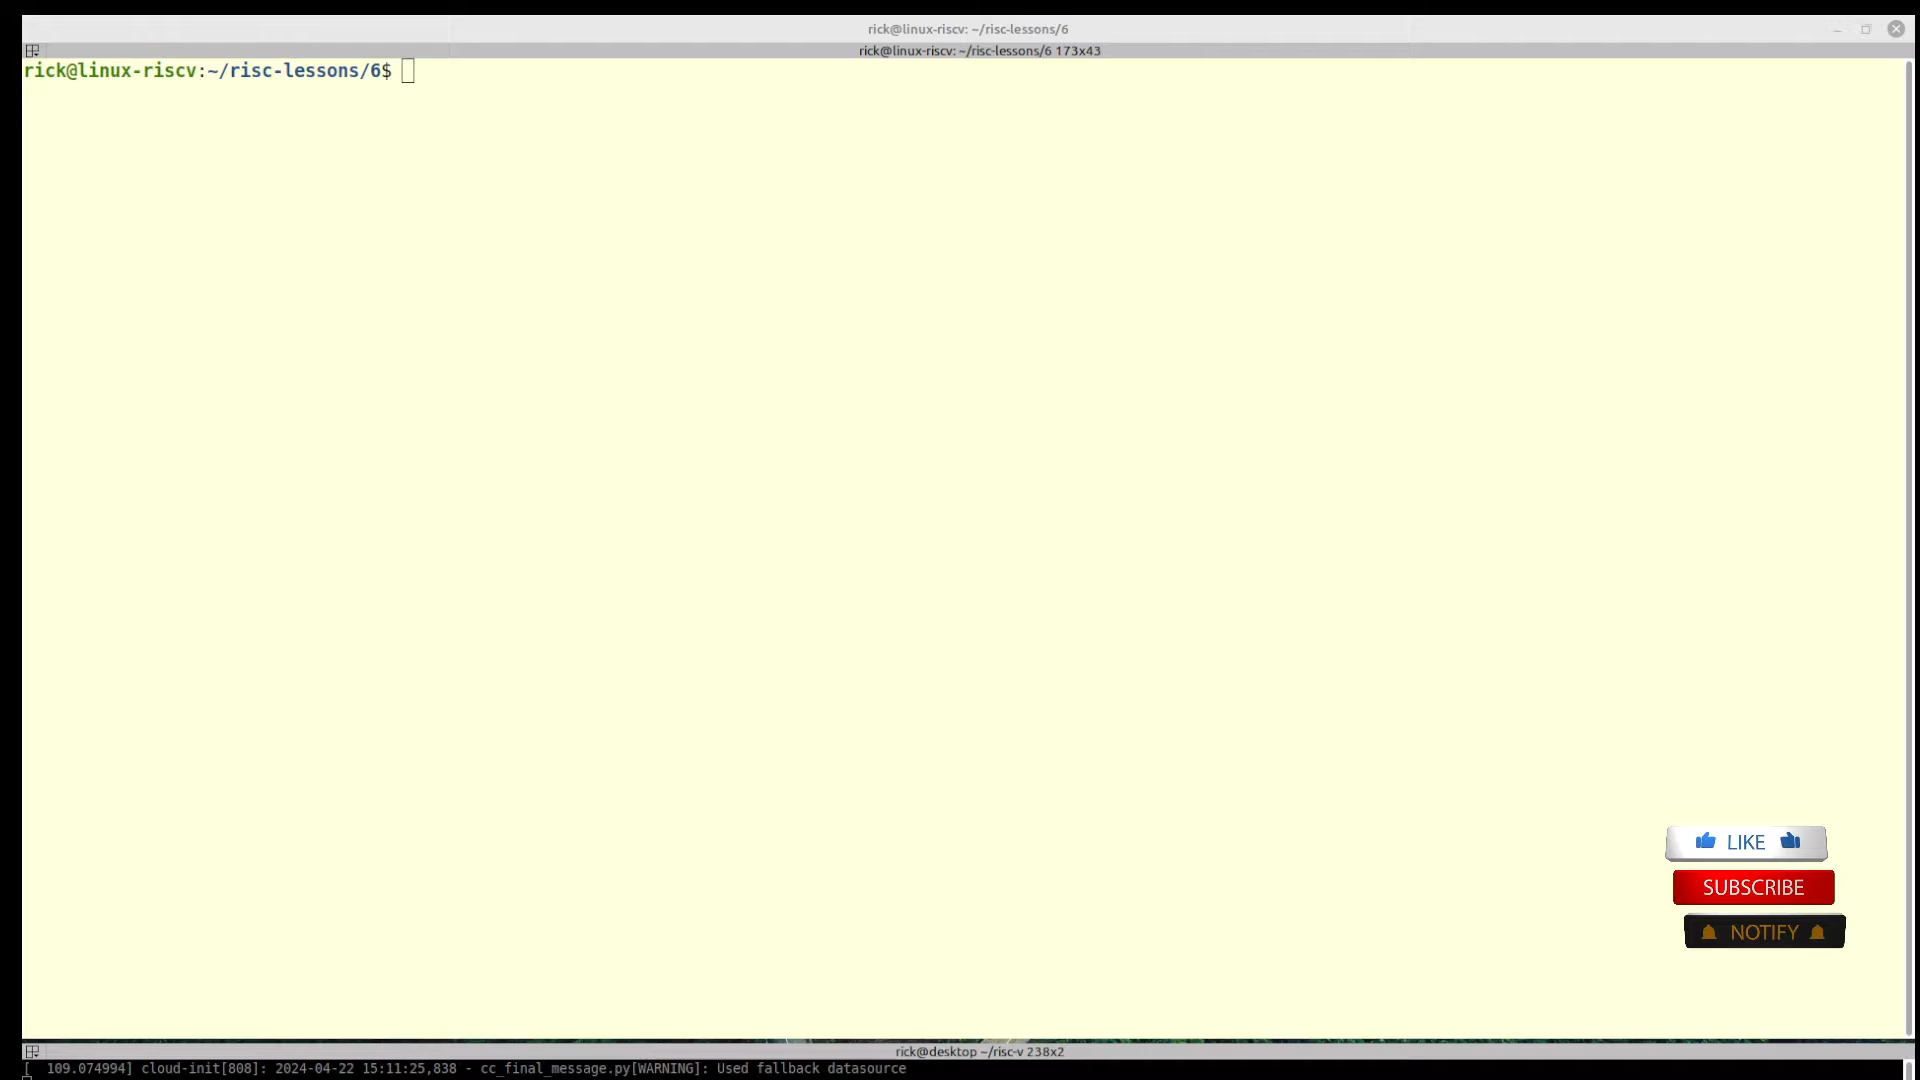 rick@linux-riscv: ~/risc-lessons/6
rick@linux-riscv: ~/risc-lessons/6 173x43
rick@linux-riscv:~/risc-lessons/6$
LIKE
SUBSCRIBE
NOTIFY
rick@desktop ~/risc-v 238x2
[  109.074994] cloud-init[808]: 2024-04-22 15:11:25,838 - cc_final_message.py[WARNING]: Used fallback datasource